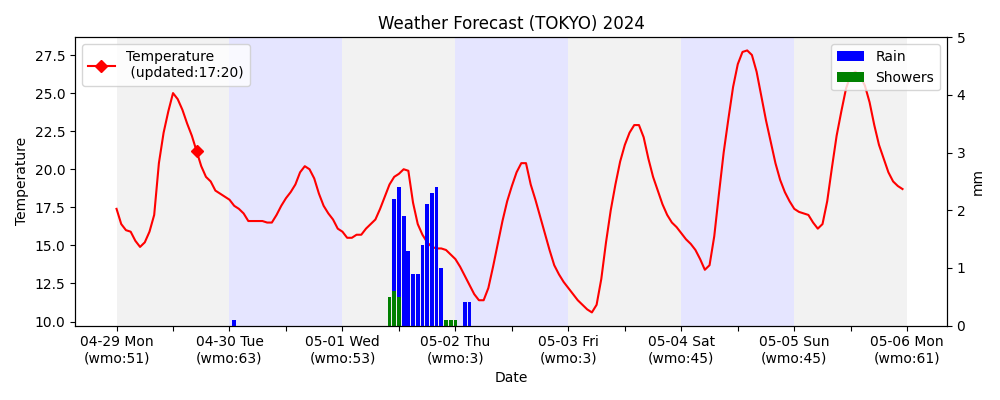 Weather Forecast (TOKYO) 2024
Temperature
(updated:17:20)
Rain
Showers
Temperature
27.5
25.0
22.5
20.0
17.5
15.0
12.5
10.0
5
4
3
2
1
0
mm
04-29 Mon
(wmo:51)
04-30 Tue
(wmo:63)
05-01 Wed
(wmo:53)
05-02 Thu
(wmo:3)
05-03 Fri
(wmo:3)
05-04 Sat
(wmo:45)
05-05 Sun
(wmo:45)
05-06 Mon
(wmo:61)
Date